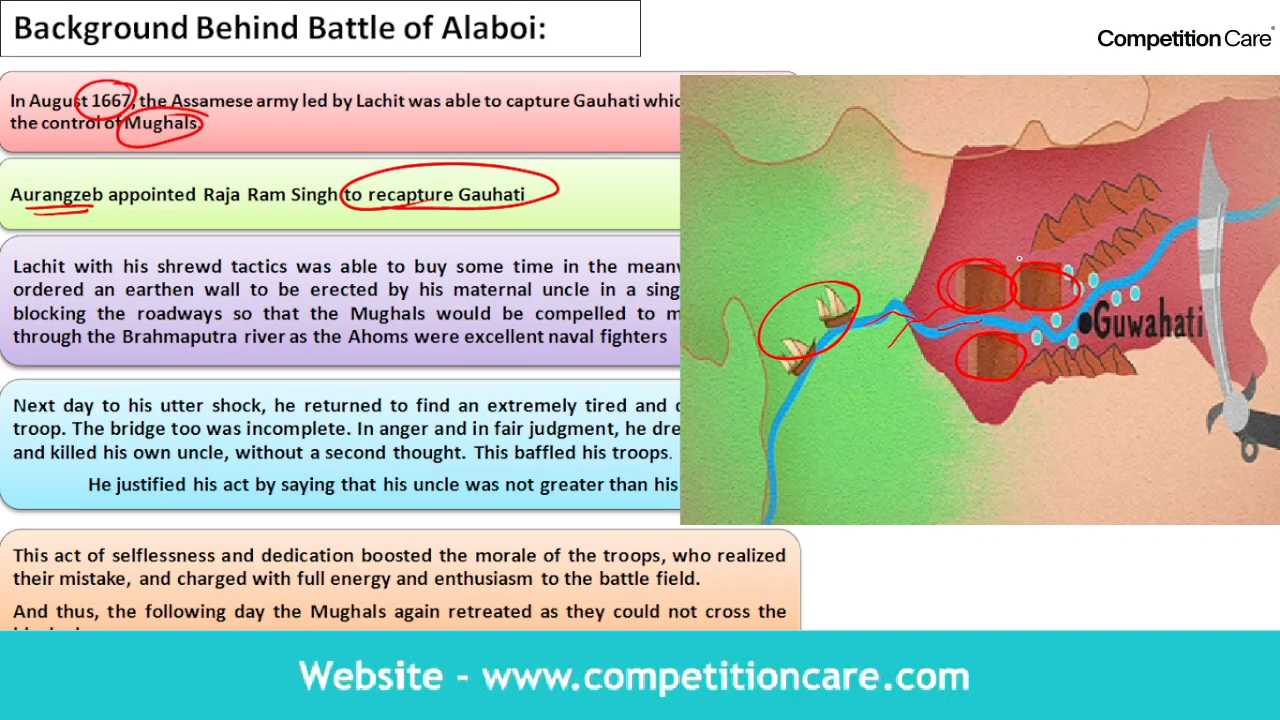 Background Behind Battle of Alaboi:
Competition Care
In August 1667, the Assamese army led by Lachit was able to capture Gauhati
the control of Mughals.
Aurangzeb appointed Raja Ram Singh to recapture Gauhati
Lachit with his shrewd tactics was able to buy some time in the
ordered an earthen wall to be erected by his maternal uncle in a
blocking the roadways so that the Mughals would be compelled to
through the Brahmaputra river as the Ahoms were excellent naval fighters
Guwahati
Next day to his utter shock, he returned to find an extremely tired and
troop. The bridge too was incomplete. In anger and in fair judgment, he
and killed his own uncle, without a second thought. This baffled his troops.
He justified his act by saying that his uncle was not greater than his
This act of selflessness and dedication boosted the morale of the troops, who realized
their mistake, and charged with full energy and enthusiasm to the battle field.
And thus, the following day the Mughals again retreated as they could not cross the
Website - www.competitioncare.com